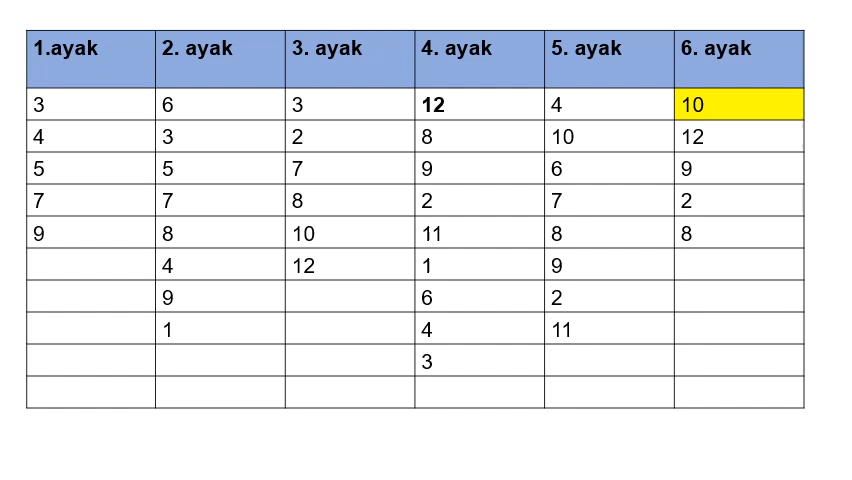 1.ayak 2. ayak 3. ayak 4. ayak 5. ayak 6. ayak
3 6 3 12 4 10
4 3 2 8 10 12
5 5 7 9 6 9
7 7 8 2 7 2
9 8 10 11 8 8
4 12 1 9
9 6 2
1 4 11
3